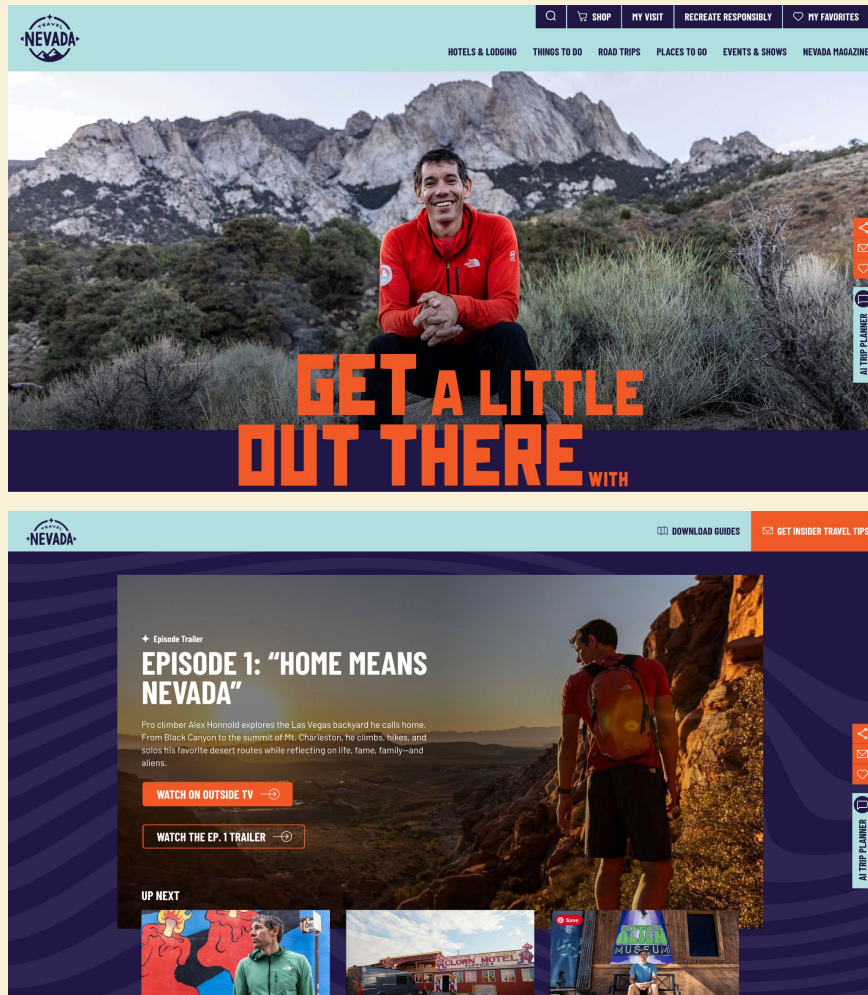 TRAVEL
NEVADA
SHOP
MY VISIT
RECREATE RESPONSIBLY
MY FAVORITES
HOTELS & LODGING
THINGS TO DO
ROAD TRIPS
PLACES TO GO
EVENTS & SHOWS
NEVADA MAGAZINE
THE NORTH FACE
AI TRIP PLANNER
GET A LITTLE
OUT THERE
WITH
TRAVEL
NEVADA
DOWNLOAD GUIDES
GET INSIDER TRAVEL TIPS
Episode Trailer
EPISODE 1: “HOME MEANS
NEVADA”
Pro climber Alex Honnold explores the Las Vegas backyard he calls home.
From Black Canyon to the summit of Mt. Charleston, he climbs, hikes, and
solos his favorite desert routes while reflecting on life, fame, family—and
aliens.
WATCH ON OUTSIDE TV
WATCH THE EP. 1 TRAILER
AI TRIP PLANNER
UP NEXT
CLOWN MOTEL
Save
MUSEUM